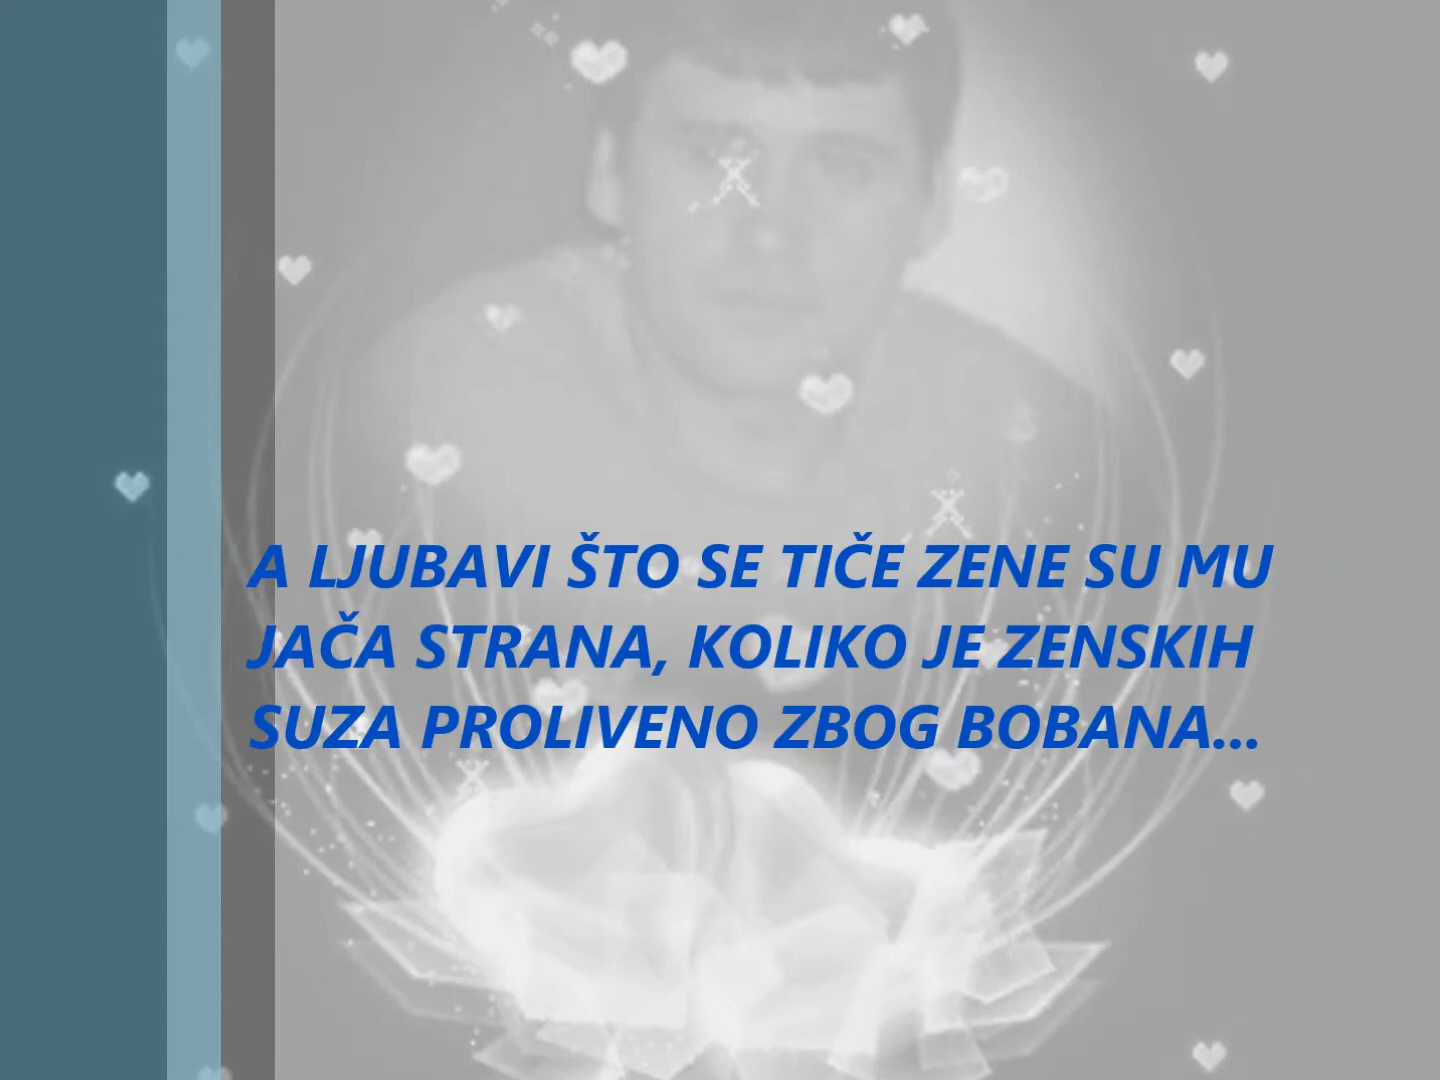 A LJUBAVI ŠTO SE TIČE ZENE SU MU
JAČA STRANA, KOLIKO JE ZENSKIH
SUZA PROLIVENO ZBOG BOBANA...